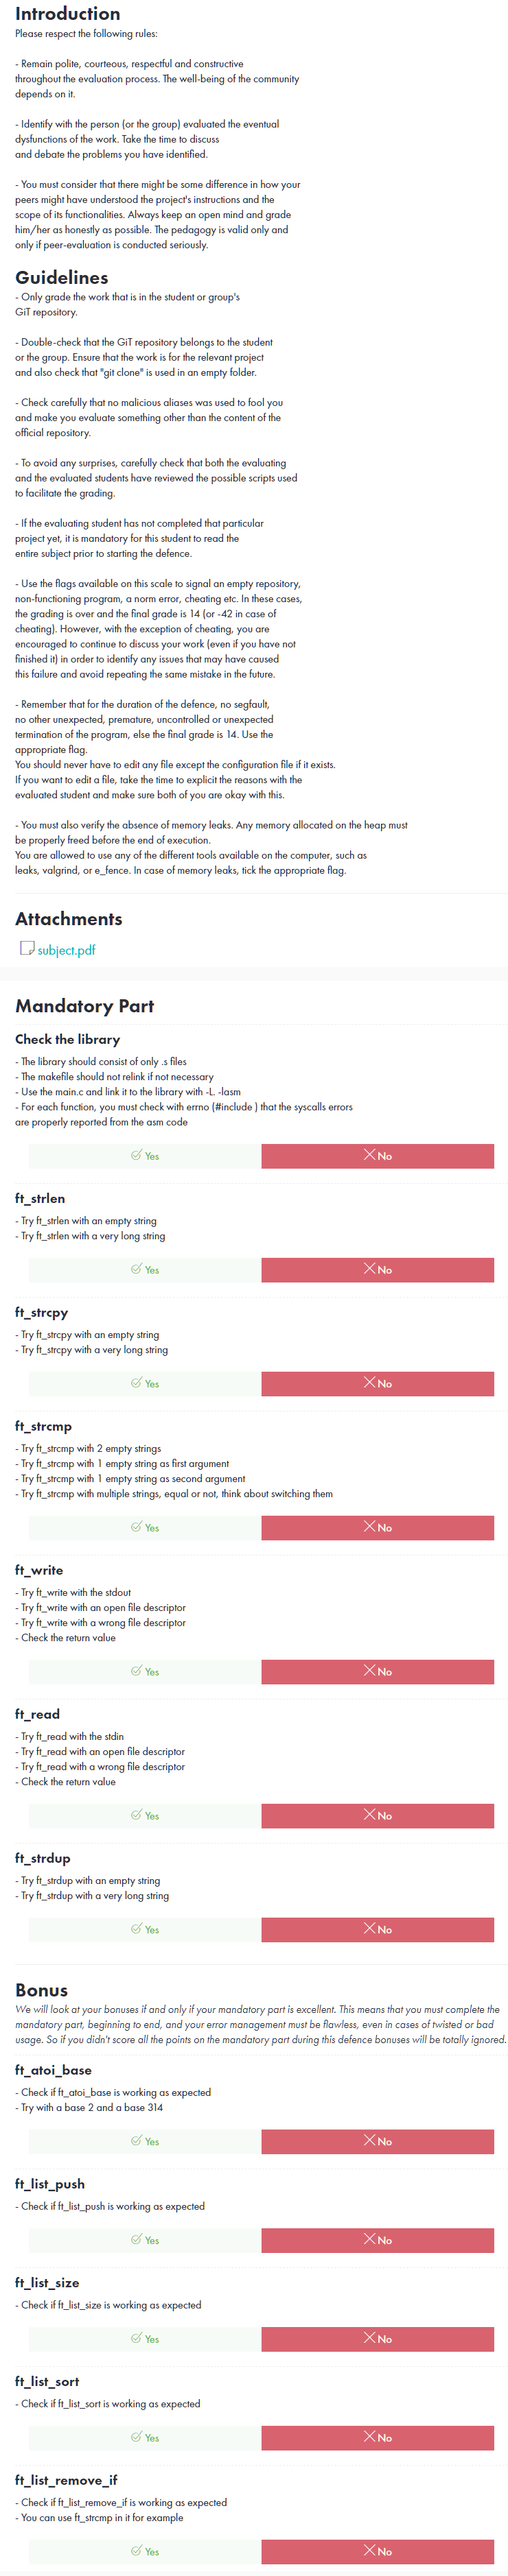 Introduction
Please respect the following rules:
- Remain polite, courteous, respectful and constructive
throughout the evaluation process. The well-being of the community
depends on it.
- Identify with the person (or the group) evaluated the eventual
dysfunctions of the work. Take the time to discuss
and debate the problems you have identified.
- You must consider that there might be some difference in how your
peers might have understood the project's instructions and the
scope of its functionalities. Always keep an open mind and grade
him/her as honestly as possible. The pedagogy is valid only and
only if peer-evaluation is conducted seriously.
Guidelines
- Only grade the work that is in the student or group's
GiT repository.
- Double-check that the GiT repository belongs to the student
or the group. Ensure that the work is for the relevant project
and also check that "git clone" is used in an empty folder.
- Check carefully that no malicious aliases was used to fool you
and make you evaluate something other than the content of the
official repository.
- To avoid any surprises, carefully check that both the evaluating
and the evaluated students have reviewed the possible scripts used
to facilitate the grading.
- If the evaluating student has not completed that particular
project yet, it is mandatory for this student to read the
entire subject prior to starting the defence.
- Use the flags available on this scale to signal an empty repository,
non-functioning program, a norm error, cheating etc. In these cases,
the grading is over and the final grade is 14 (or -42 in case of
cheating). However, with the exception of cheating, you are
encouraged to continue to discuss your work (even if you have not
finished it) in order to identify any issues that may have caused
this failure and avoid repeating the same mistake in the future.
- Remember that for the duration of the defence, no segfault,
no other unexpected, premature, uncontrolled or unexpected
termination of the program, else the final grade is 14. Use the
appropriate flag.
You should never have to edit any file except the configuration file if it exists.
If you want to edit a file, take the time to explicit the reasons with the
evaluated student and make sure both of you are okay with this.
- You must also verify the absence of memory leaks. Any memory allocated on the heap must
be properly freed before the end of execution.
You are allowed to use any of the different tools available on the computer, such as
leaks, valgrind, or e_fence. In case of memory leaks, tick the appropriate flag.
Attachments
subject.pdf
Mandatory Part
Check the library
- The library should consist of only .s files
- The makefile should not relink if not necessary
- Use the main.c and link it to the library with -L. -lasm
- For each function, you must check with errno (#include ) that the syscalls errors
are properly reported from the asm code
Yes No
ft_strlen
- Try ft_strlen with an empty string
- Try ft_strlen with a very long string
Yes No
ft_strcpy
- Try ft_strcpy with an empty string
- Try ft_strcpy with a very long string
Yes No
ft_strcmp
- Try ft_strcmp with 2 empty strings
- Try ft_strcmp with 1 empty string as first argument
- Try ft_strcmp with 1 empty string as second argument
- Try ft_strcmp with multiple strings, equal or not, think about switching them
Yes No
ft_write
- Try ft_write with the stdout
- Try ft_write with an open file descriptor
- Try ft_write with a wrong file descriptor
- Check the return value
Yes No
ft_read
- Try ft_read with the stdin
- Try ft_read with an open file descriptor
- Try ft_read with a wrong file descriptor
- Check the return value
Yes No
ft_strdup
- Try ft_strdup with an empty string
- Try ft_strdup with a very long string
Yes No
Bonus
We will look at your bonuses if and only if your mandatory part is excellent. This means that you must complete the
mandatory part, beginning to end, and your error management must be flawless, even in cases of twisted or bad
usage. So if you didn't score all the points on the mandatory part during this defence bonuses will be totally ignored.
ft_atoi_base
- Check if ft_atoi_base is working as expected
- Try with a base 2 and a base 314
Yes No
ft_list_push
- Check if ft_list_push is working as expected
Yes No
ft_list_size
- Check if ft_list_size is working as expected
Yes No
ft_list_sort
- Check if ft_list_sort is working as expected
Yes No
ft_list_remove_if
- Check if ft_list_remove_if is working as expected
- You can use ft_strcmp in it for example
Yes No